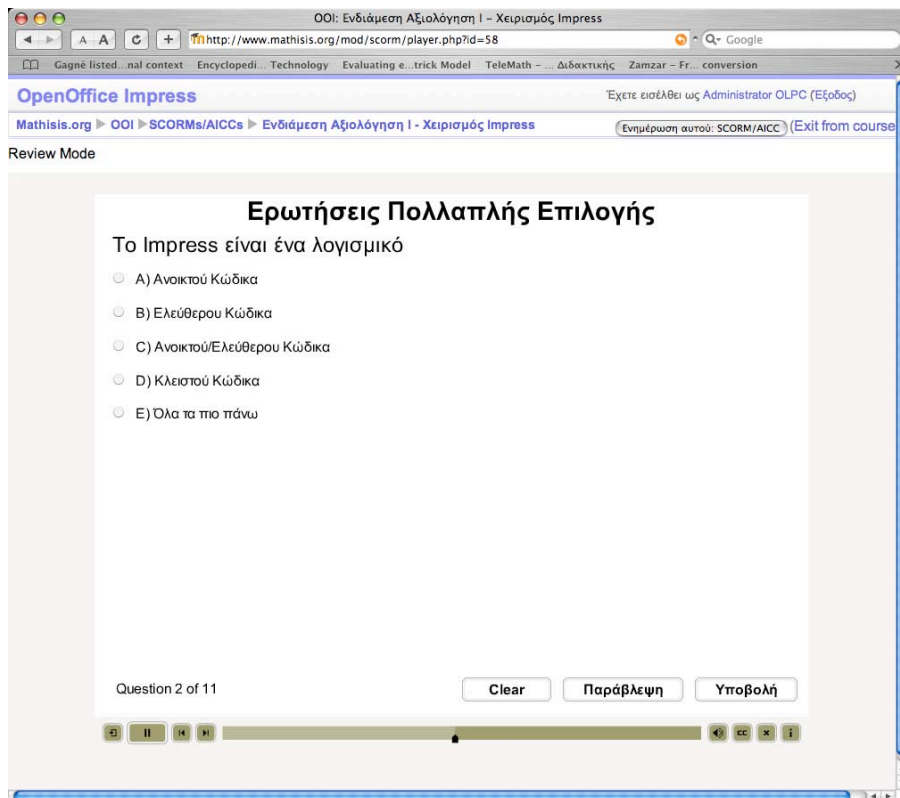 OOI: Ενδιάμεση Αξιολόγηση I – Χειρισμός Impress
A A C + http://www.mathisis.org/mod/scorm/player.php?id=58 Google
Gagné listed...nal context Encyclopedi... Technology Evaluating e...trick Model TeleMath – ... Διδακτικής Zamzar – Fr... conversion
OpenOffice Impress Έχετε εισέλθει ως Administrator OLPC (Έξοδος)
Mathisis.org ▶ OOI ▶ SCORMs/AICCs ▶ Ενδιάμεση Αξιολόγηση I - Χειρισμός Impress Ενημέρωση αυτού: SCORM/AICC (Exit from course
Review Mode
Ερωτήσεις Πολλαπλής Επιλογής
Το Impress είναι ένα λογισμικό
A) Ανοικτού Κώδικα
B) Ελεύθερου Κώδικα
C) Ανοικτού/Ελεύθερου Κώδικα
D) Κλειστού Κώδικα
E) Όλα τα πιο πάνω
Question 2 of 11 Clear Παράβλεψη Υποβολή
CC x i